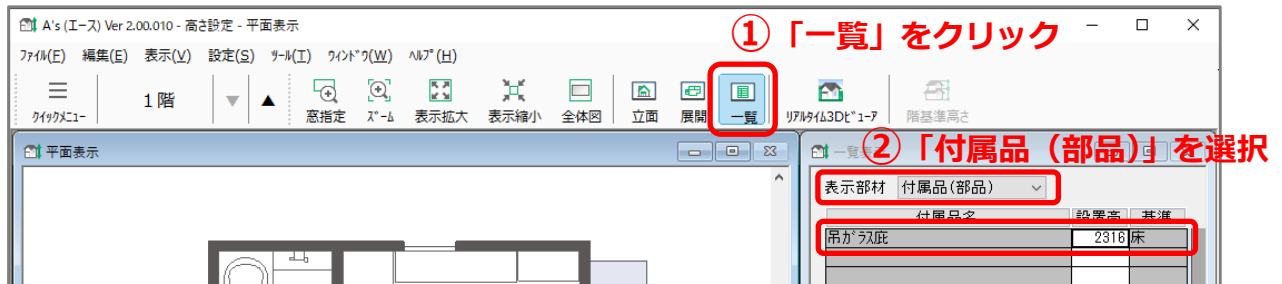 A's (エース) Ver 2.00.010 - 高さ設定 - 平面表示
①「一覧」をクリック
ﾌｧｲﾙ(F) 編集(E) 表示(V) 設定(S) ﾂｰﾙ(T) ｳｨﾝﾄﾞｳ(W) ﾍﾙﾌﾟ(H)
1階
ｸｲｯｸﾒﾆｭｰ 窓指定 ｽﾞｰﾑ 表示拡大 表示縮小 全体図 立面 展開 一覧 ﾘｱﾙﾀｲﾑ3Dﾋﾞｭｰｱ 階基準高さ
平面表示
一覧表
②「付属品（部品）」を選択
表示部材 付属品(部品)
付属品名 設置高 基準
吊ｶﾞﾗｽ庇 2316 床